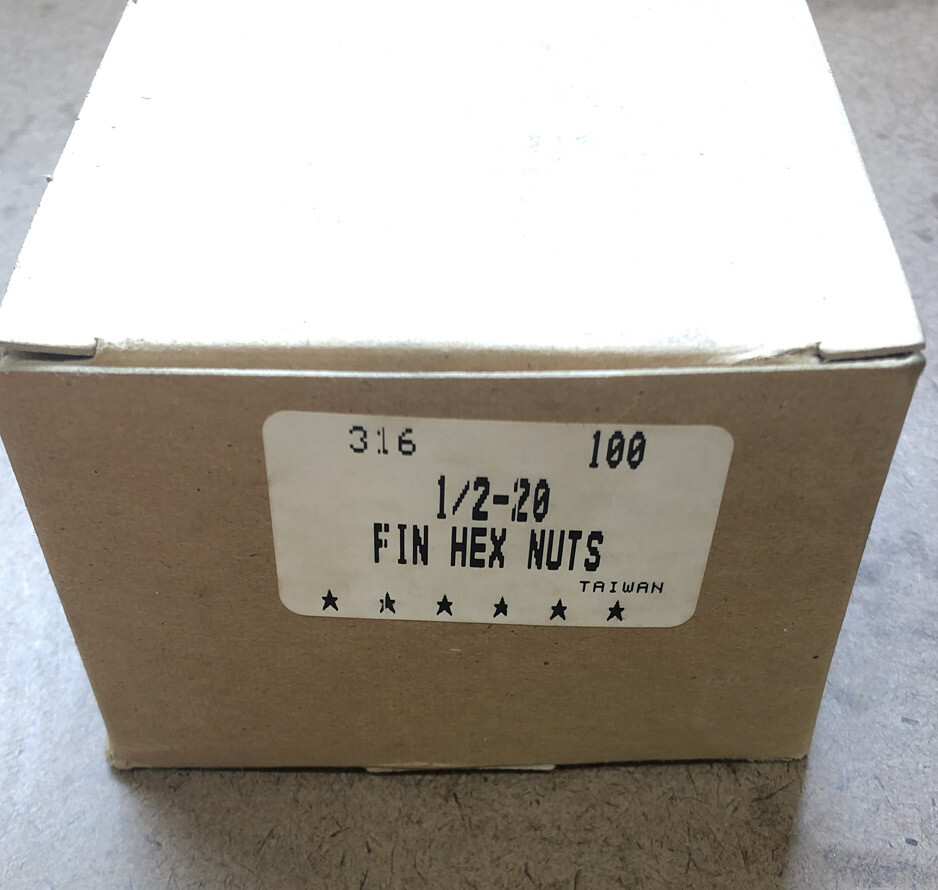 316 100
1/2-20
FIN HEX NUTS
TAIWAN
★ ★ ★ ★ ★ ★